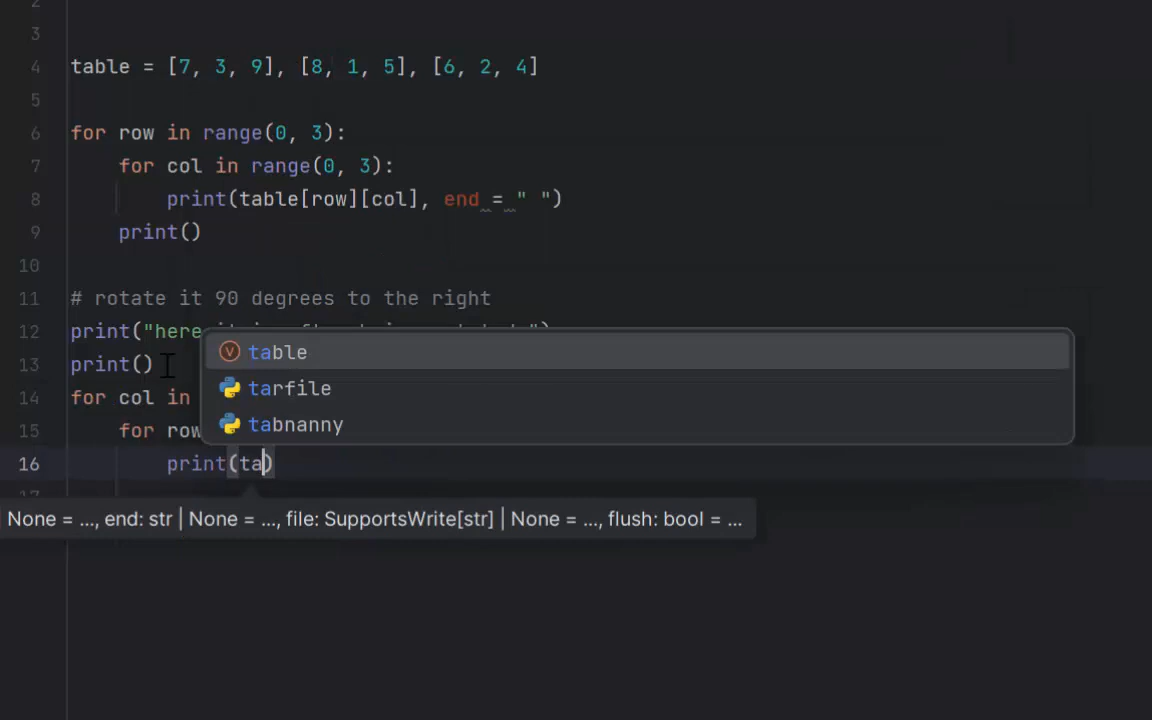 2
3
4 table = [7, 3, 9], [8, 1, 5], [6, 2, 4]
5
6 for row in range(0, 3):
7 for col in range(0, 3):
8 print(table[row][col], end = " ")
9 print()
10
11 # rotate it 90 degrees to the right
12 print("here
13 print()
14 for col in
15 for row
16 print(ta)
table
tarfile
tabnanny
None = ..., end: str | None = ..., file: SupportsWrite[str] | None = ..., flush: bool = ...